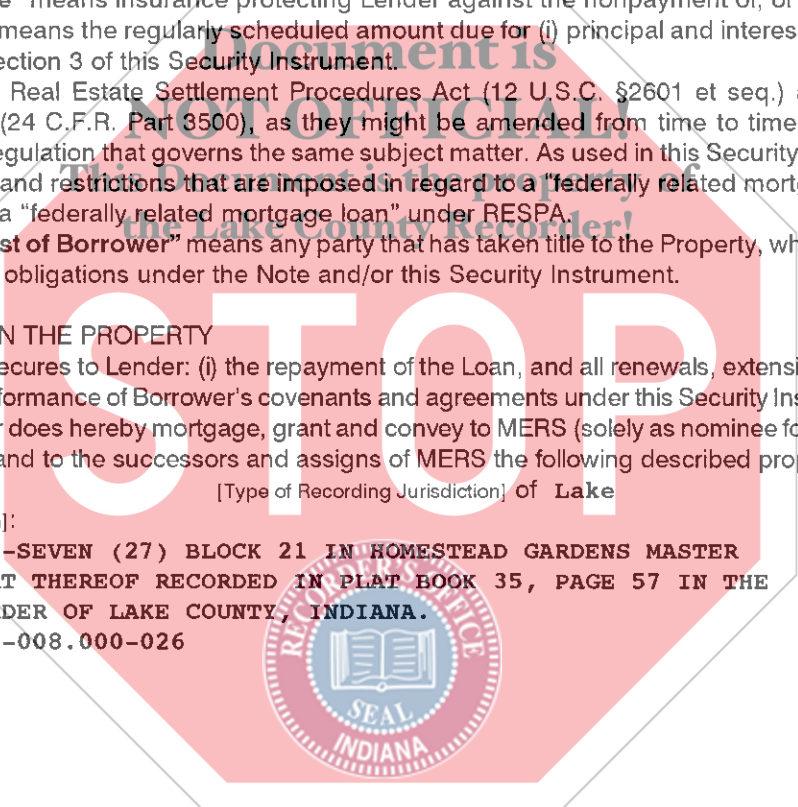 e" means insurance protecting Lender against the nonpayment of, or
means the regularly scheduled amount due for (i) principal and interes
ection 3 of this Security Instrument.
Real Estate Settlement Procedures Act (12 U.S.C. §2601 et seq.) a
(24 C.F.R. Part 3500), as they might be amended from time to time
egulation that governs the same subject matter. As used in this Security
and restrictions that are imposed in regard to a "federally related mortg
a "federally related mortgage loan" under RESPA.
st of Borrower" means any party that has taken title to the Property, wh
obligations under the Note and/or this Security Instrument.
N THE PROPERTY
ecures to Lender: (i) the repayment of the Loan, and all renewals, extensi
formance of Borrower's covenants and agreements under this Security Ins
r does hereby mortgage, grant and convey to MERS (solely as nominee fo
and to the successors and assigns of MERS the following described prop
[Type of Recording Jurisdiction] of Lake
]:
-SEVEN (27) BLOCK 21 IN HOMESTEAD GARDENS MASTER
T THEREOF RECORDED IN PLAT BOOK 35, PAGE 57 IN THE
DER OF LAKE COUNTY, INDIANA.
-008.000-026
Document is
NOT OFFICIAL!
This Document is the property of
the Lake County Recorder!
STOP
RECORDER'S OFFICE
SEAL
INDIANA